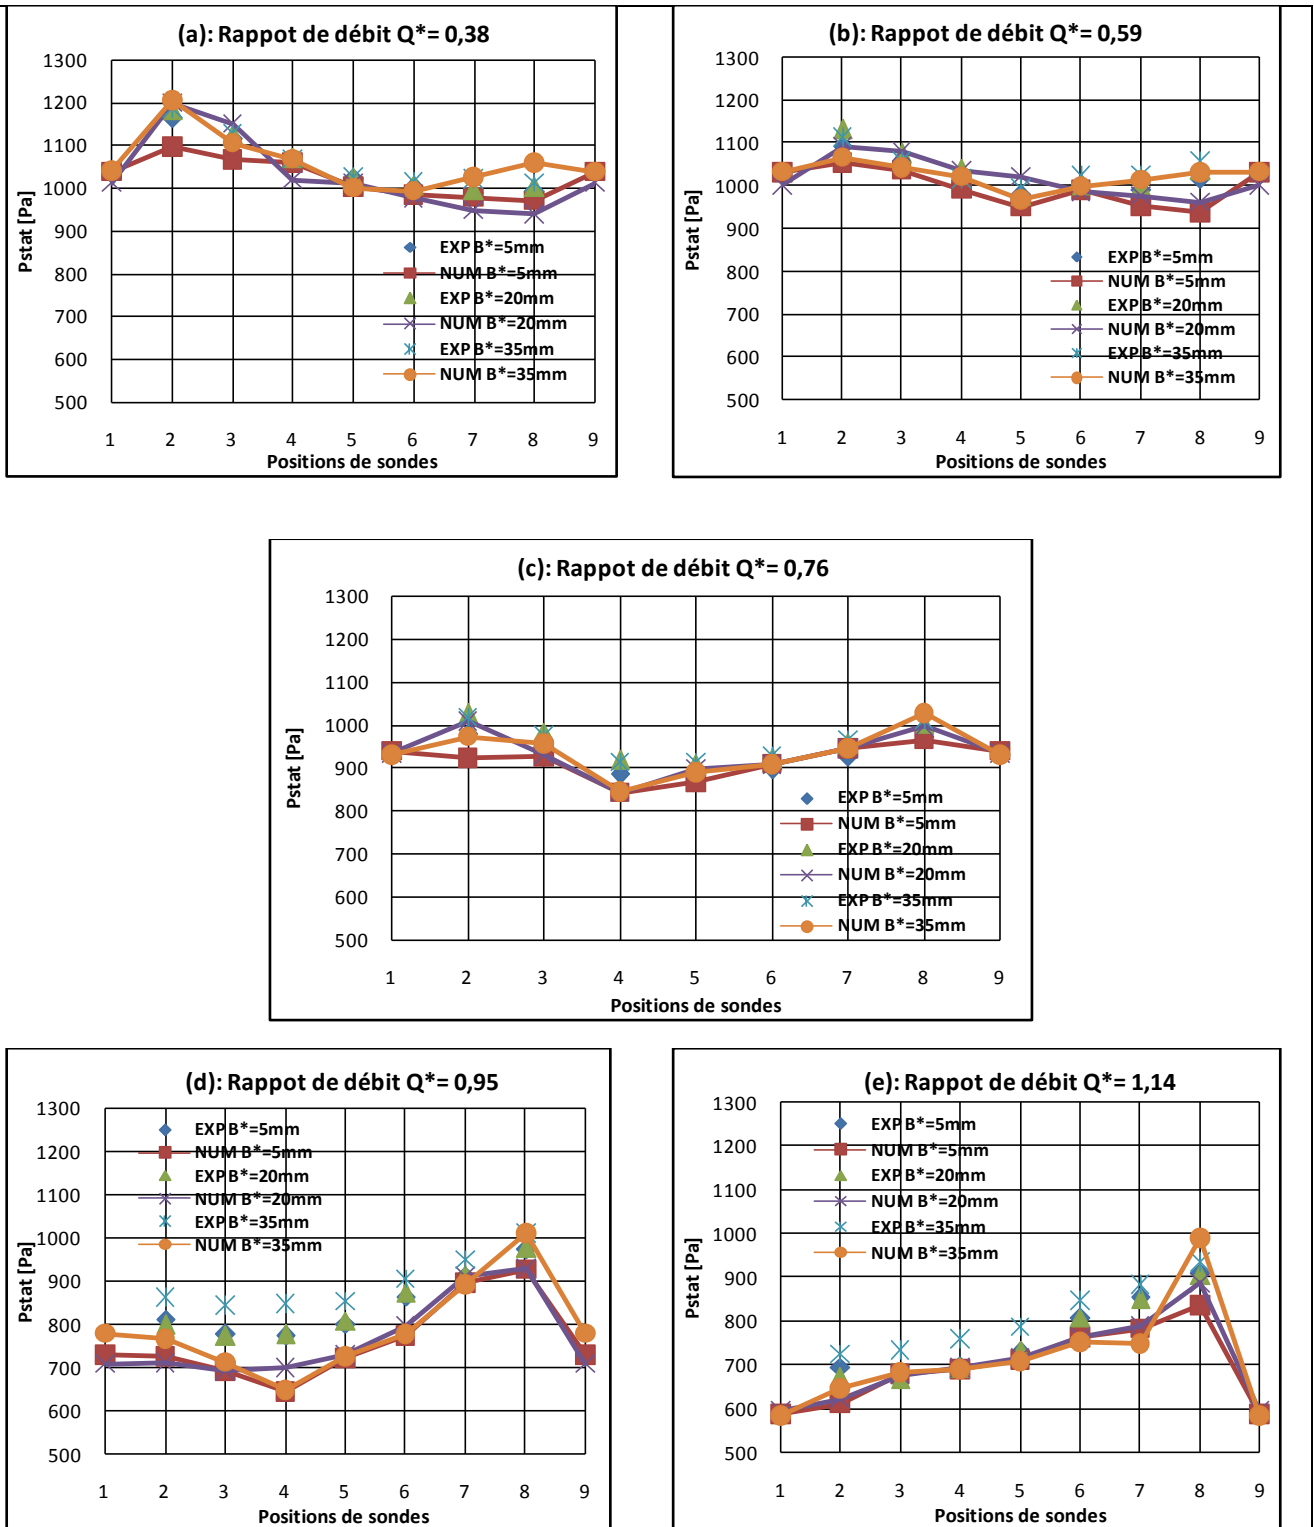 (a): Rappot de débit Q*= 0,38
1300
1200
1100
1000
900
800
700
600
500
Pstat [Pa]
EXP B*=5mm
NUM B*=5mm
EXP B*=20mm
NUM B*=20mm
EXP B*=35mm
NUM B*=35mm
1 2 3 4 5 6 7 8 9
Positions de sondes
(b): Rappot de débit Q*= 0,59
1300
1200
1100
1000
900
800
700
600
500
Pstat [Pa]
EXP B*=5mm
NUM B*=5mm
EXP B*=20mm
NUM B*=20mm
EXP B*=35mm
NUM B*=35mm
1 2 3 4 5 6 7 8 9
Positions de sondes
(c): Rappot de débit Q*= 0,76
1300
1200
1100
1000
900
800
700
600
500
Pstat [Pa]
EXP B*=5mm
NUM B*=5mm
EXP B*=20mm
NUM B*=20mm
EXP B*=35mm
NUM B*=35mm
1 2 3 4 5 6 7 8 9
Positions de sondes
(d): Rappot de débit Q*= 0,95
1300
1200
1100
1000
900
800
700
600
500
Pstat [Pa]
EXP B*=5mm
NUM B*=5mm
EXP B*=20mm
NUM B*=20mm
EXP B*=35mm
NUM B*=35mm
1 2 3 4 5 6 7 8 9
Positions de sondes
(e): Rappot de débit Q*= 1,14
1300
1200
1100
1000
900
800
700
600
500
Pstat [Pa]
EXP B*=5mm
NUM B*=5mm
EXP B*=20mm
NUM B*=20mm
EXP B*=35mm
NUM B*=35mm
1 2 3 4 5 6 7 8 9
Positions de sondes